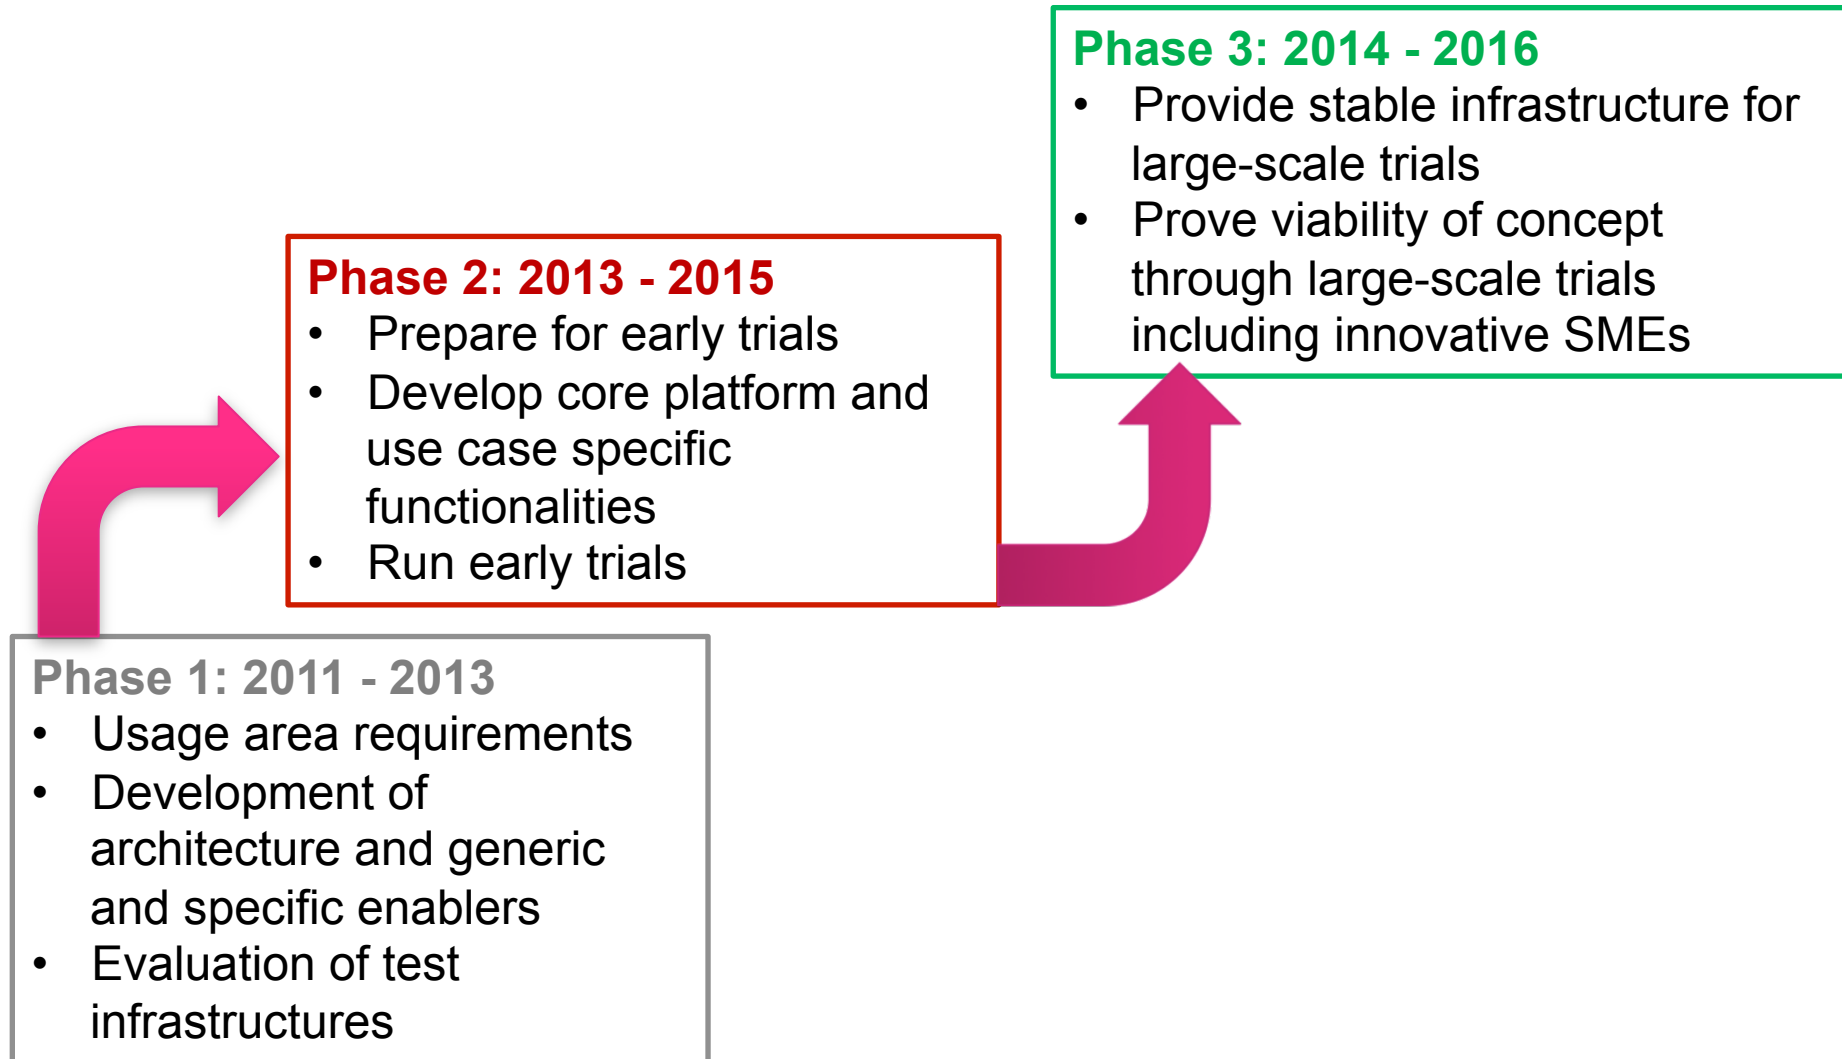 Phase 1: 2011 - 2013
• Usage area requirements
• Development of
architecture and generic
and specific enablers
• Evaluation of test
infrastructures
Phase 2: 2013 - 2015
• Prepare for early trials
• Develop core platform and
use case specific
functionalities
• Run early trials
Phase 3: 2014 - 2016
• Provide stable infrastructure for
large-scale trials
• Prove viability of concept
through large-scale trials
including innovative SMEs